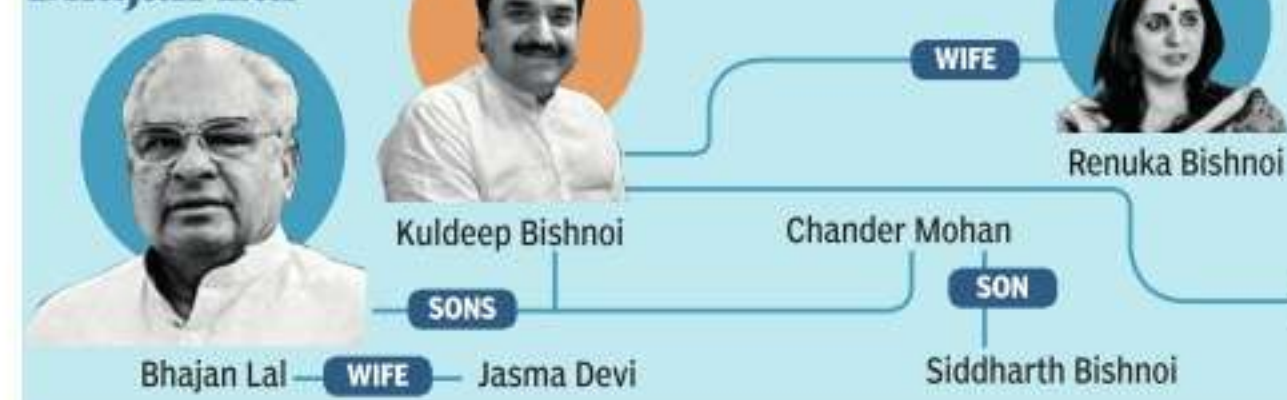 WIFE
Renuka Bishnoi
Kuldeep Bishnoi
Chander Mohan
SONS
SON
Bhajan Lal WIFE Jasma Devi
Siddharth Bishnoi